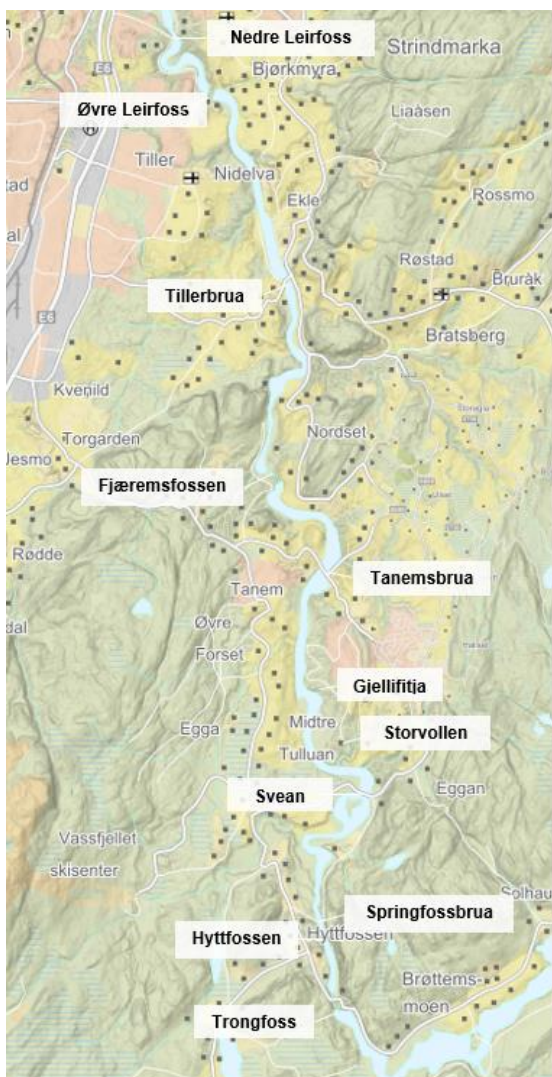 Nedre Leirfoss
Strindmarka
E6
Bjørkmyra
Øvre Leirfoss
Liaåsen
Tiller
Nidelva
Rossmo
Ekle
Røstad
Tillerbrua
Bruråk
E6
Bratsberg
Kvenild
Torgarden
Nordset
Fjæremsfossen
Rødde
Tanemsbrua
Tanem
Øvre
Forset
Gjellifitja
Egga
Midtre
Storvollen
Tulluan
Svean
Eggan
Vassfjellet
skisenter
Springfossbrua
Hyttfossen
Hyttfossen
Brøttems-
moen
Trongfoss